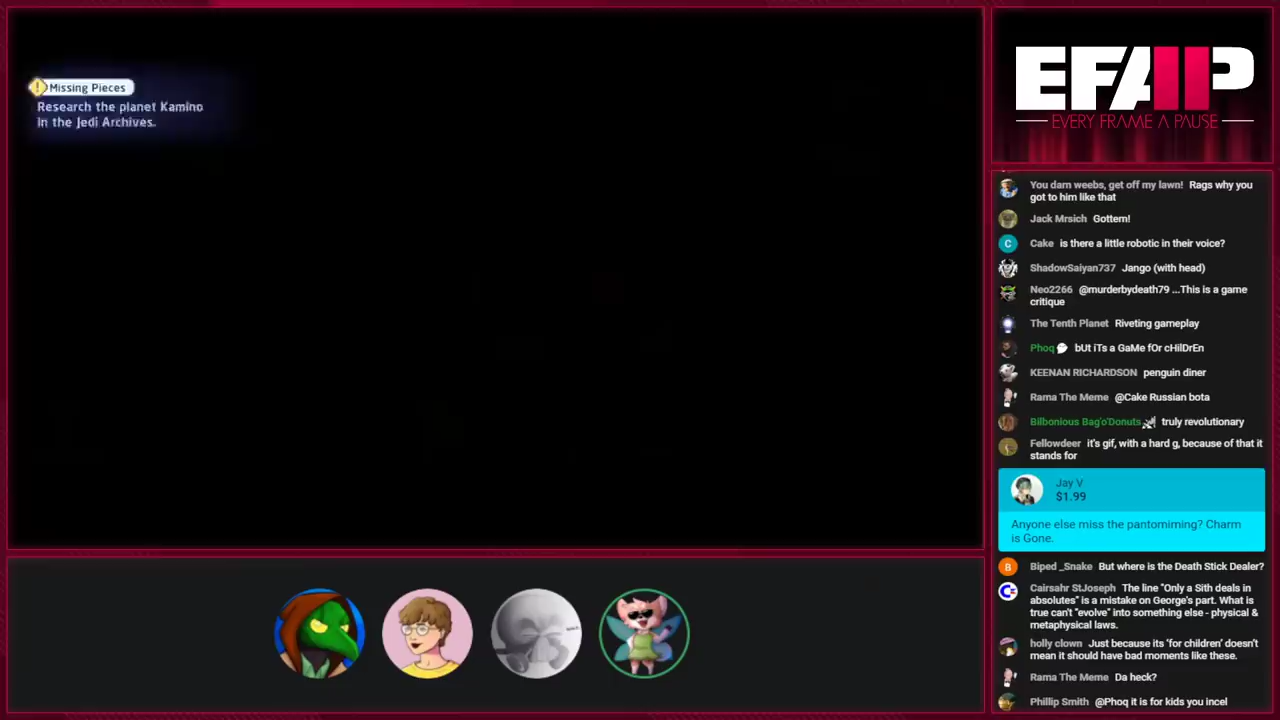 Missing Pieces
Research the planet Kamino
in the Jedi Archives.
EFAP
EVERY FRAME A PAUSE
You dam weebs, get off my lawn! Rags why you
got to him like that
Jack Mrsich Gottem!
C Cake is there a little robotic in their voice?
ShadowSaiyan737 Jango (with head)
Neo2266 @murderbydeath79 ...This is a game
critique
The Tenth Planet Riveting gameplay
Phoq bUt iTs a GaMe fOr cHilDrEn
KEENAN RICHARDSON penguin diner
Rama The Meme @Cake Russian bota
Bilbonious Bag'o'Donuts truly revolutionary
Fellowdeer it's gif, with a hard g, because of that it
stands for
Jay V
$1.99
Anyone else miss the pantomiming? Charm
is Gone.
B Biped _Snake But where is the Death Stick Dealer?
Cairsahr StJoseph The line "Only a Sith deals in
absolutes" is a mistake on George's part. What is
true can't "evolve" into something else - physical &
metaphysical laws.
holly clown Just because its 'for children' doesn't
mean it should have bad moments like these.
Rama The Meme Da heck?
Phillip Smith @Phoq it is for kids you incel